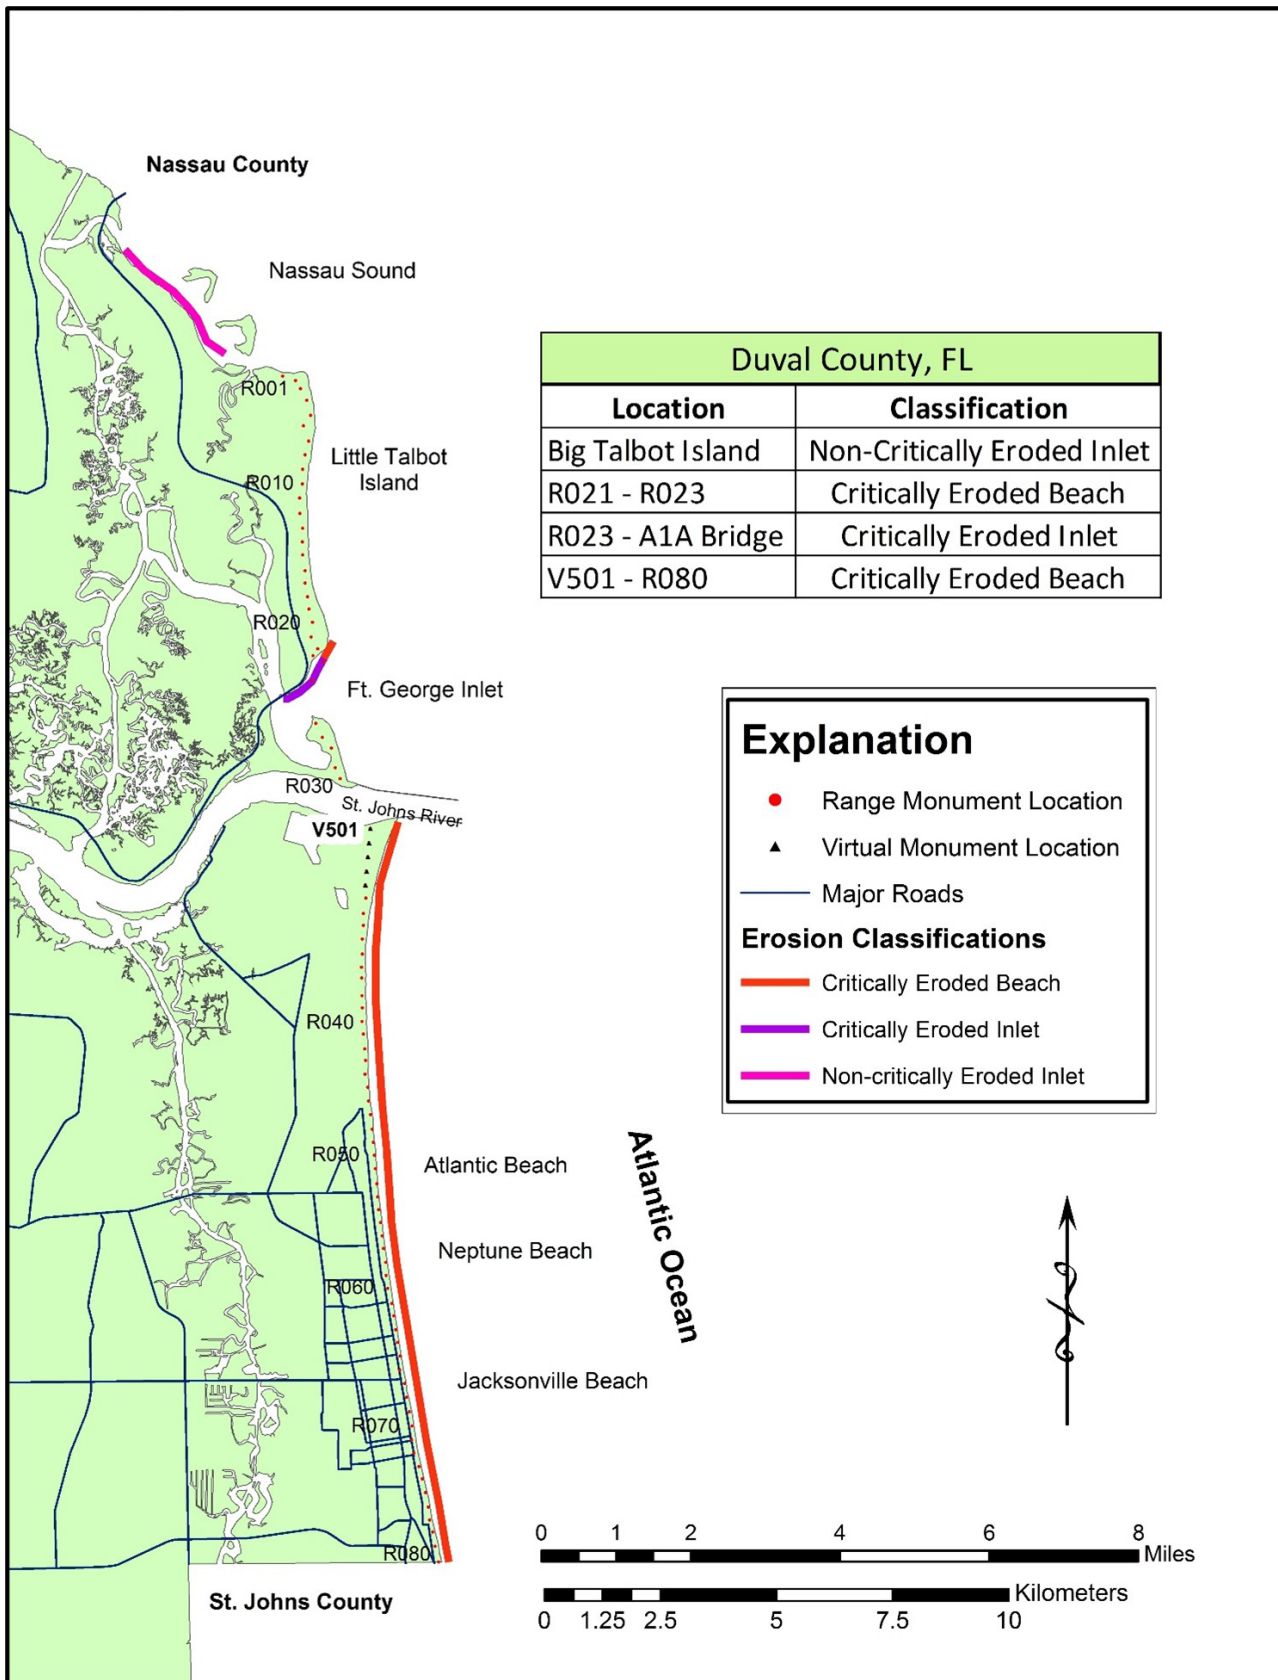 Nassau County
Nassau Sound
Duval County, FL
Location Classification
Big Talbot Island Non-Critically Eroded Inlet
R021 - R023 Critically Eroded Beach
R023 - A1A Bridge Critically Eroded Inlet
V501 - R080 Critically Eroded Beach
R001
Little Talbot
Island
R010
R020
Ft. George Inlet
R030
St. Johns River
V501
Explanation
Range Monument Location
Virtual Monument Location
Major Roads
Erosion Classifications
Critically Eroded Beach
Critically Eroded Inlet
Non-critically Eroded Inlet
R040
R050
Atlantic Beach
Atlantic Ocean
Neptune Beach
R060
Jacksonville Beach
R070
R080
St. Johns County
0 1 2 4 6 8
Miles
Kilometers
0 1.25 2.5 5 7.5 10